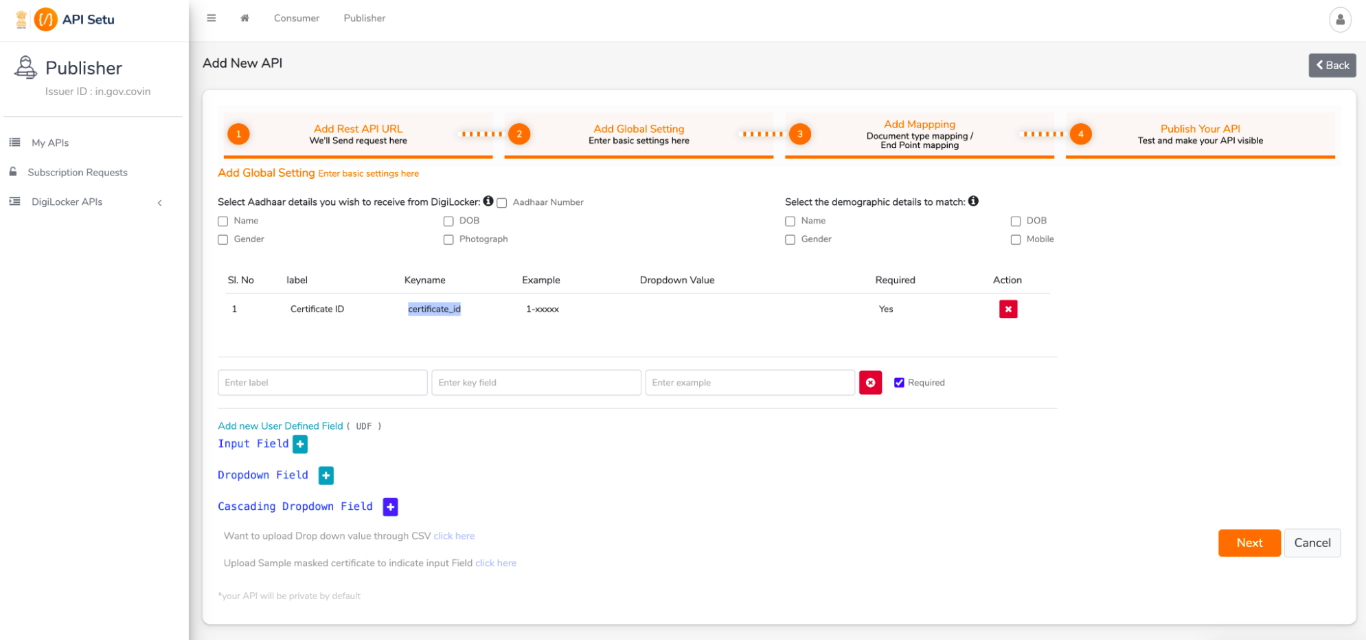 API Setu
Consumer
Publisher
Publisher
Issuer ID : in.gov.covin
My APIs
Subscription Requests
DigiLocker APIs
Add New API
Back
1
Add Rest API URL
We'll Send request here
2
Add Global Setting
Enter basic settings here
3
Add Mappping
Document type mapping /
End Point mapping
4
Publish Your API
Test and make your API visible
Add Global Setting Enter basic settings here
Select Aadhaar details you wish to receive from DigiLocker: Aadhaar Number
Name DOB
Gender Photograph
Select the demographic details to match:
Name DOB
Gender Mobile
Sl. No label Keyname Example Dropdown Value Required Action
1 Certificate ID certificate_id 1-xxxxx Yes
Enter label Enter key field Enter example Required
Add new User Defined Field ( UDF )
Input Field +
Dropdown Field +
Cascading Dropdown Field +
Want to upload Drop down value through CSV click here
Upload Sample masked certificate to indicate input Field click here
Next Cancel
*your API will be private by default